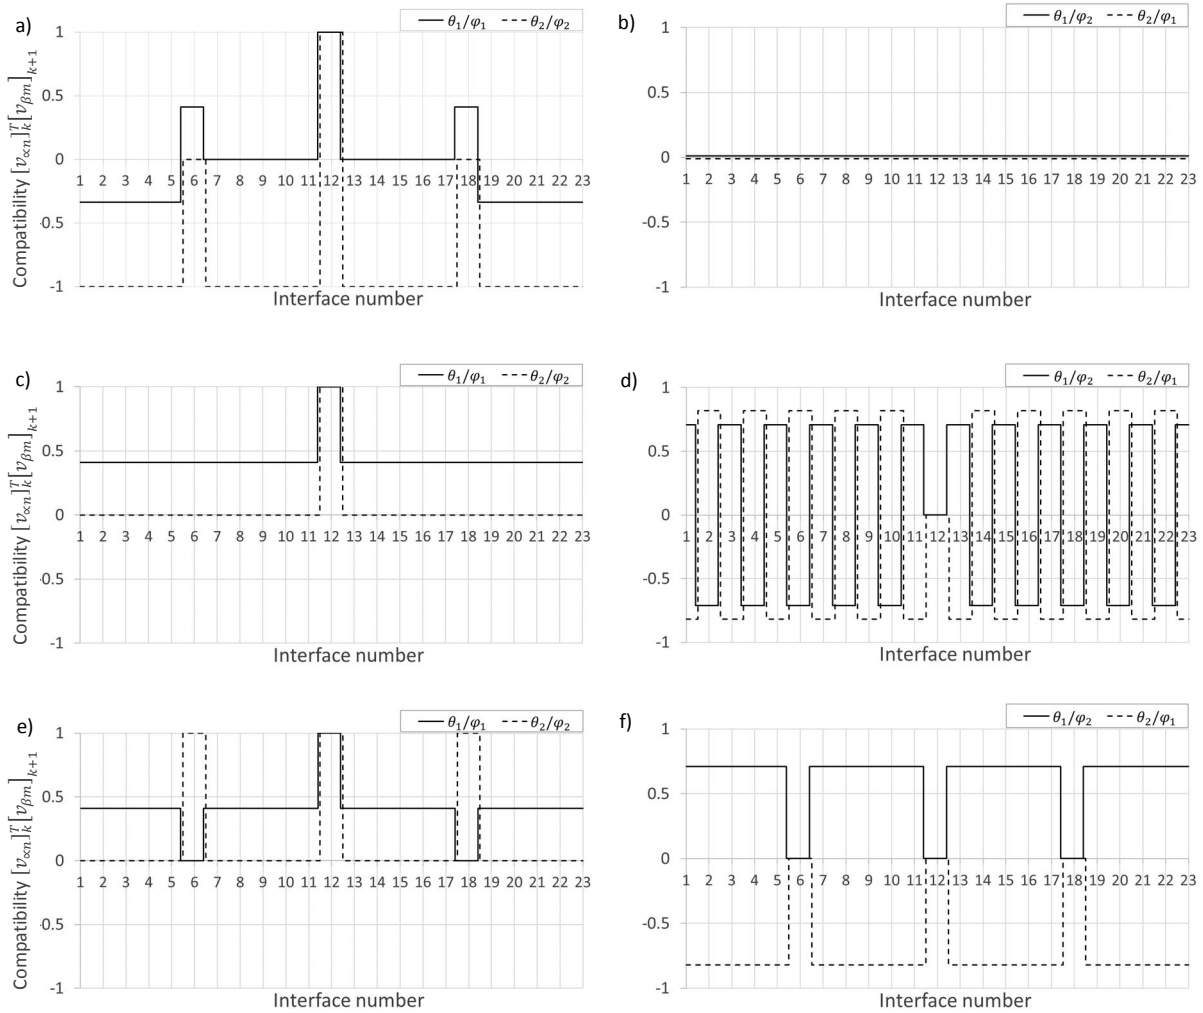 a)
θ₁/φ₁ θ₂/φ₂
Compatibility [v∝n]ᵀₖ[vβm]ₖ₊₁
1
0.5
0
-0.5
-1
1 2 3 4 5 6 7 8 9 10 11 12 13 14 15 16 17 18 19 20 21 22 23
Interface number
b)
θ₁/φ₂ θ₂/φ₁
1
0.5
0
-0.5
-1
1 2 3 4 5 6 7 8 9 10 11 12 13 14 15 16 17 18 19 20 21 22 23
Interface number
c)
θ₁/φ₁ θ₂/φ₂
Compatibility [v∝n]ᵀₖ[vβm]ₖ₊₁
1
0.5
0
-0.5
-1
1 2 3 4 5 6 7 8 9 10 11 12 13 14 15 16 17 18 19 20 21 22 23
Interface number
d)
θ₁/φ₂ θ₂/φ₁
1
0.5
0
-0.5
-1
1 2 3 4 5 6 7 8 9 10 11 12 13 14 15 16 17 18 19 20 21 22 23
Interface number
e)
θ₁/φ₁ θ₂/φ₂
Compatibility [v∝n]ᵀₖ[vβm]ₖ₊₁
1
0.5
0
-0.5
-1
1 2 3 4 5 6 7 8 9 10 11 12 13 14 15 16 17 18 19 20 21 22 23
Interface number
f)
θ₁/φ₂ θ₂/φ₁
1
0.5
0
-0.5
-1
1 2 3 4 5 6 7 8 9 10 11 12 13 14 15 16 17 18 19 20 21 22 23
Interface number